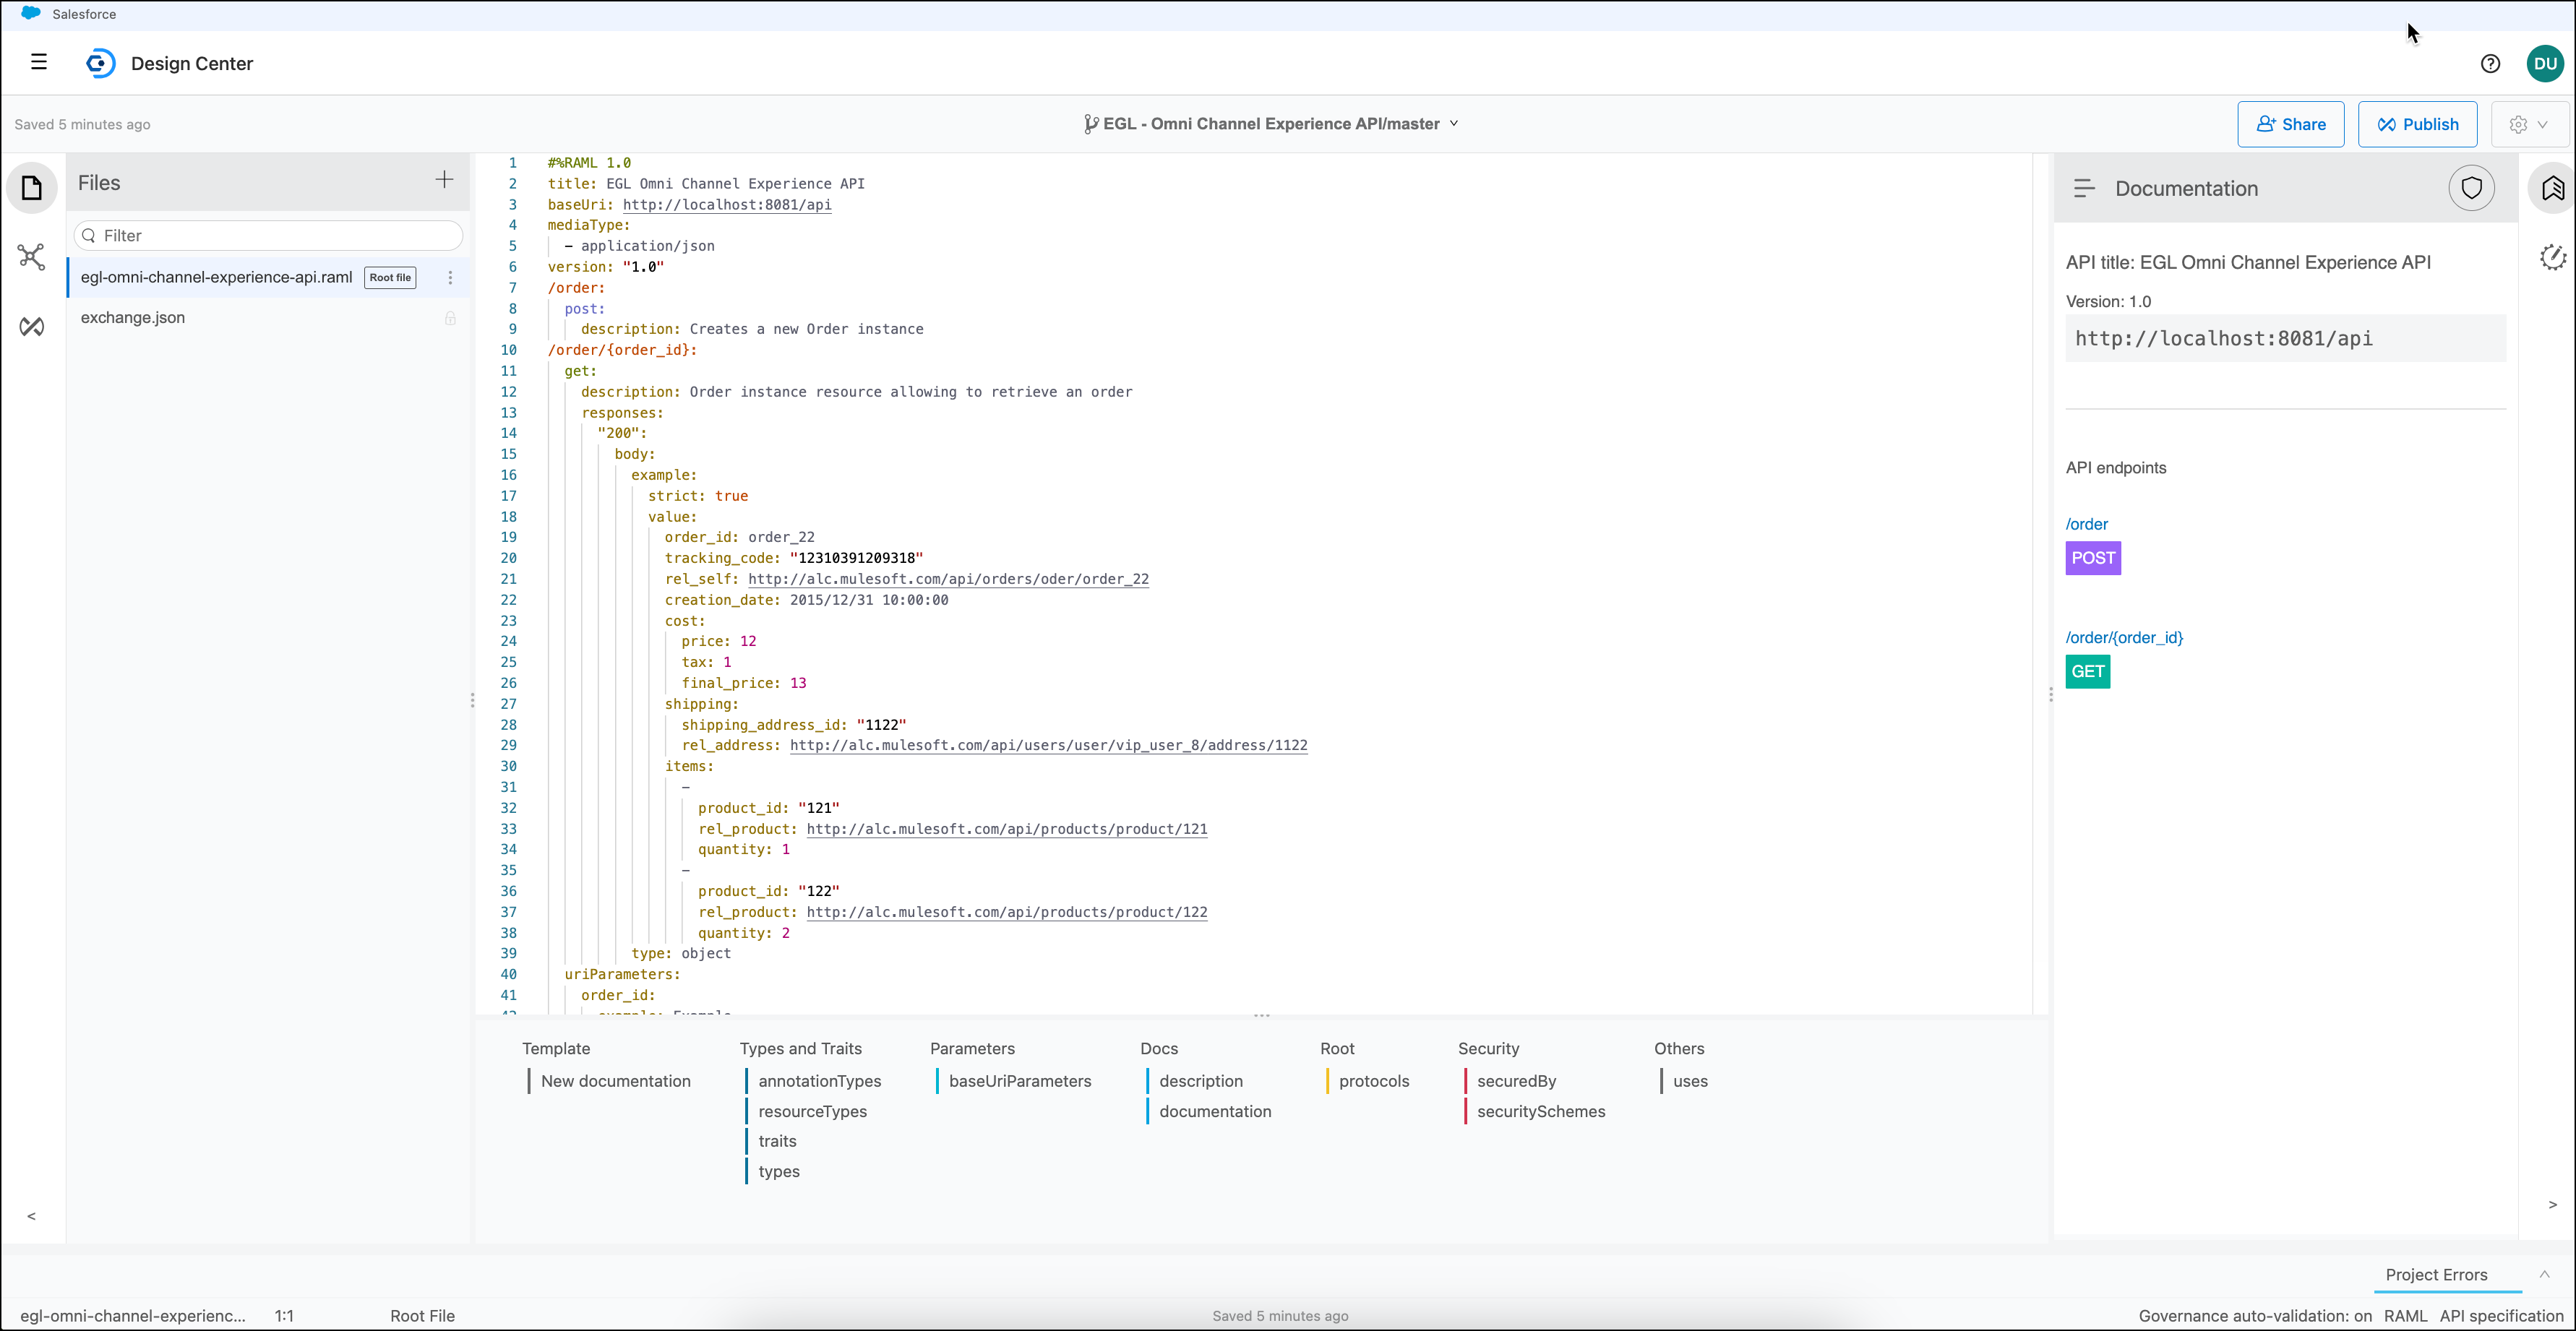 Salesforce
Design Center
DU
Saved 5 minutes ago
EGL - Omni Channel Experience API/master
Share
Publish
Files
Filter
egl-omni-channel-experience-api.raml Root file
exchange.json
1 #%RAML 1.0
2 title: EGL Omni Channel Experience API
3 baseUri: http://localhost:8081/api
4 mediaType:
5 - application/json
6 version: "1.0"
7 /order:
8 post:
9 description: Creates a new Order instance
10 /order/{order_id}:
11 get:
12 description: Order instance resource allowing to retrieve an order
13 responses:
14 "200":
15 body:
16 example:
17 strict: true
18 value:
19 order_id: order_22
20 tracking_code: "12310391209318"
21 rel_self: http://alc.mulesoft.com/api/orders/oder/order_22
22 creation_date: 2015/12/31 10:00:00
23 cost:
24 price: 12
25 tax: 1
26 final_price: 13
27 shipping:
28 shipping_address_id: "1122"
29 rel_address: http://alc.mulesoft.com/api/users/user/vip_user_8/address/1122
30 items:
31 -
32 product_id: "121"
33 rel_product: http://alc.mulesoft.com/api/products/product/121
34 quantity: 1
35 -
36 product_id: "122"
37 rel_product: http://alc.mulesoft.com/api/products/product/122
38 quantity: 2
39 type: object
40 uriParameters:
41 order_id:
Template
New documentation
Types and Traits
annotationTypes
resourceTypes
traits
types
Parameters
baseUriParameters
Docs
description
documentation
Root
protocols
Security
securedBy
securitySchemes
Others
uses
Documentation
API title: EGL Omni Channel Experience API
Version: 1.0
http://localhost:8081/api
API endpoints
/order
POST
/order/{order_id}
GET
Project Errors
egl-omni-channel-experienc...
1:1
Root File
Saved 5 minutes ago
Governance auto-validation: on
RAML
API specification